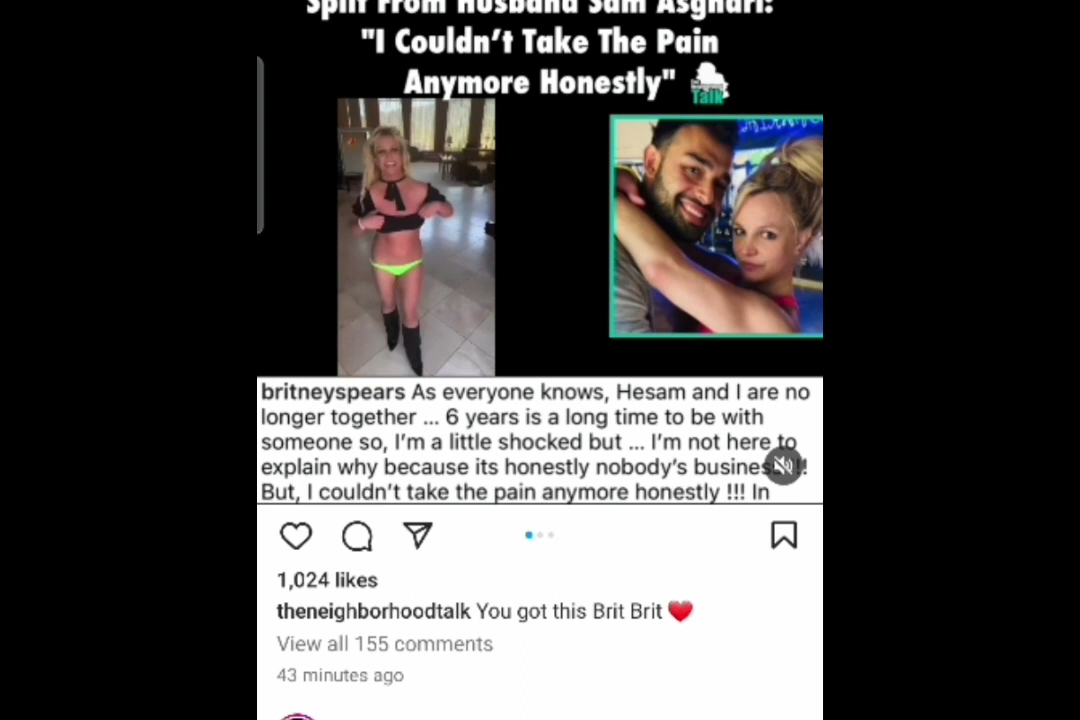 Split From Husband Sam Asghari:
"I Couldn't Take The Pain
Anymore Honestly"
Talk
britneyspears As everyone knows, Hesam and I are no
longer together ... 6 years is a long time to be with
someone so, I'm a little shocked but ... I'm not here to
explain why because its honestly nobody's business !!!
But, I couldn't take the pain anymore honestly !!! In
1,024 likes
theneighborhoodtalk You got this Brit Brit ❤️
View all 155 comments
43 minutes ago